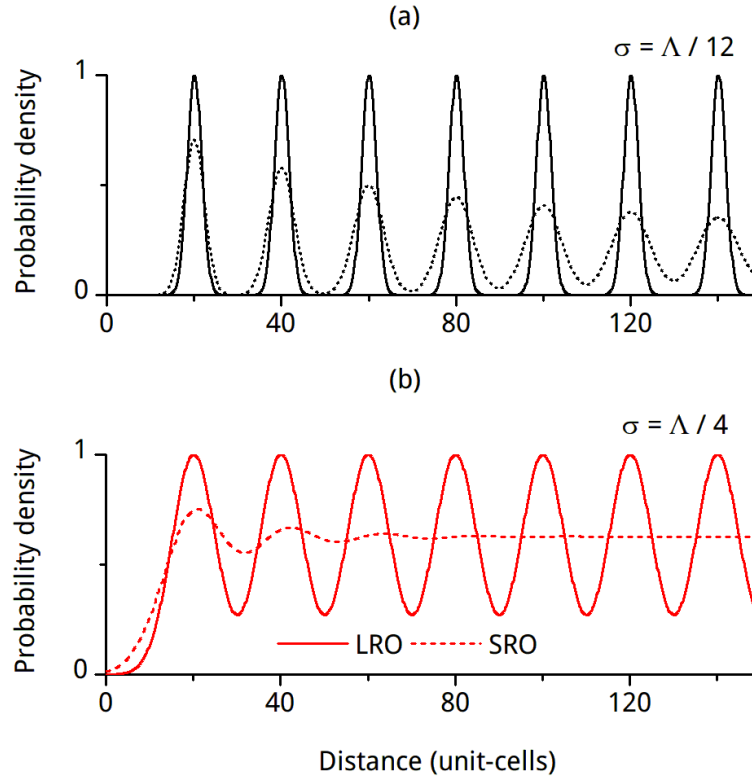 (a)
σ = Λ / 12
Probability density
1
0
0
40
80
120
(b)
σ = Λ / 4
Probability density
1
0
LRO
SRO
0
40
80
120
Distance (unit-cells)